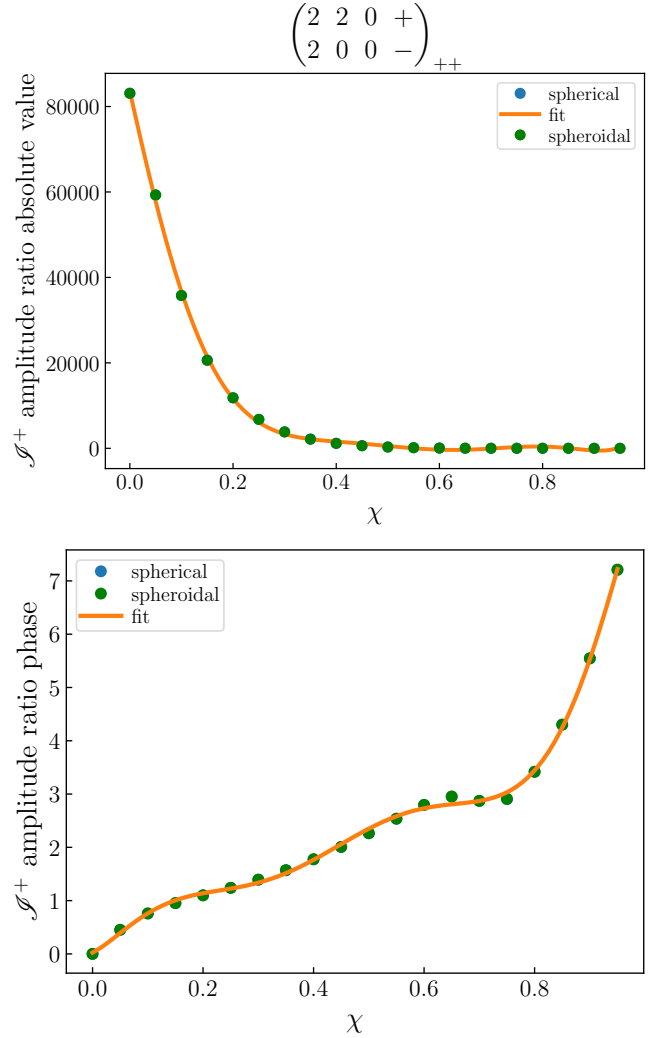 (2 2 0 +
2 0 0 −)++
𝒥+ amplitude ratio absolute value
80000
60000
40000
20000
0
spherical
fit
spheroidal
0.0 0.2 0.4 0.6 0.8
χ
𝒥+ amplitude ratio phase
7
6
5
4
3
2
1
0
spherical
spheroidal
fit
0.0 0.2 0.4 0.6 0.8
χ